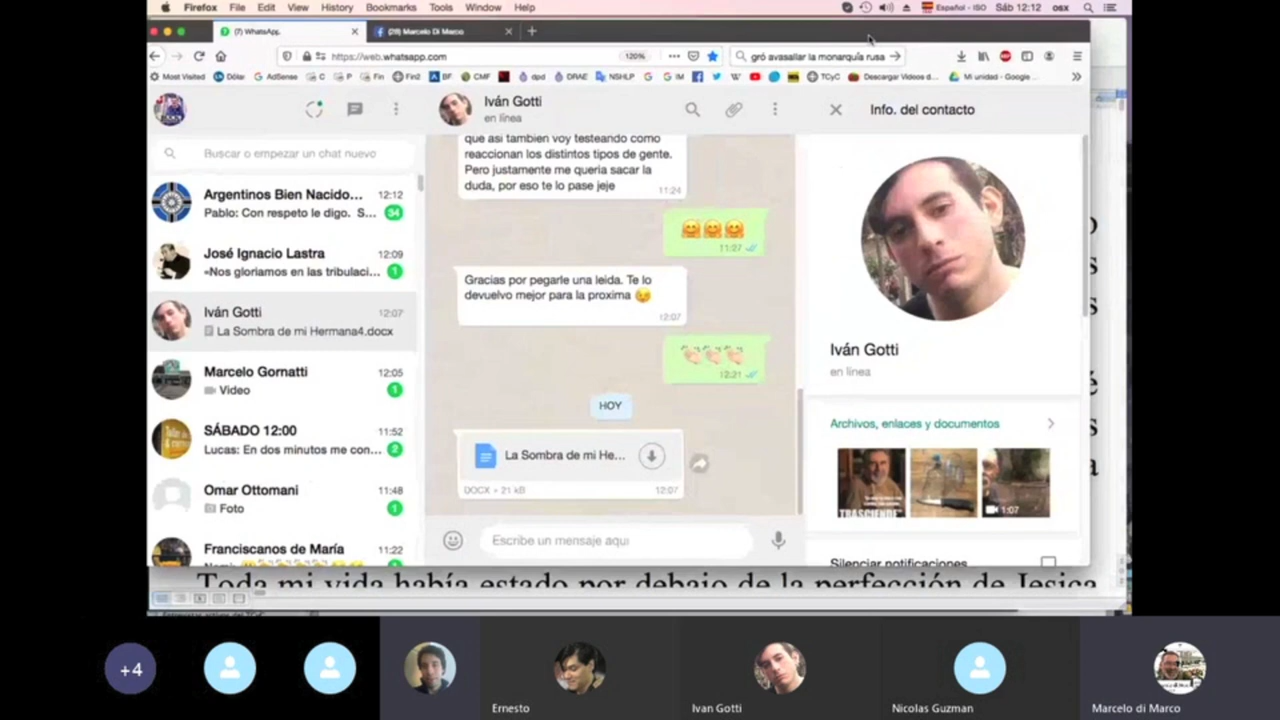 Firefox File Edit View History Bookmarks Tools Window Help
Español - ISO Sáb 12:12 osx
(7) WhatsApp
(28) Marcelo Di Marco
https://web.whatsapp.com
120%
gró avasallar la monarquía rusa
Most Visited Dólar AdSense C P Fin Fin2 BF CMF dpd DRAE NSHLP G G IM TCyC Descargar Videos d... Mi unidad - Google ...
Iván Gotti
en línea
Info. del contacto
Buscar o empezar un chat nuevo
Argentinos Bien Nacido... 12:12
Pablo: Con respeto le digo. S... 34
José Ignacio Lastra 12:09
«Nos gloriamos en las tribulaci... 1
Iván Gotti 12:07
La Sombra de mi Hermana4.docx
Marcelo Gornatti 12:05
Video 1
SÁBADO 12:00 11:52
Lucas: En dos minutos me con... 2
Omar Ottomani 11:48
Foto 1
Franciscanos de María 11:22
que asi tambien voy testeando como
reaccionan los distintos tipos de gente.
Pero justamente me queria sacar la
duda, por eso te lo pase jeje
11:24
11:27
Gracias por pegarle una leida. Te lo
devuelvo mejor para la proxima
12:07
12:21
HOY
La Sombra de mi He...
DOCX • 21 kB 12:07
Escribe un mensaje aquí
Iván Gotti
en línea
Archivos, enlaces y documentos
TRASCIENDE"
1:07
Silenciar notificaciones
Toda mi vida había estado por debajo de la perfección de Jesica
+4
Ernesto
Ivan Gotti
Nicolas Guzman
Marcelo di Marco